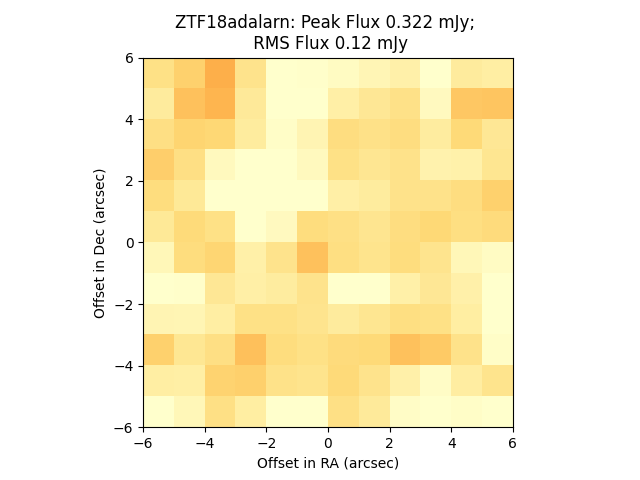 ZTF18adalarn: Peak Flux 0.322 mJy;
RMS Flux 0.12 mJy
6
4
2
0
−2
−4
−6
Offset in Dec (arcsec)
−6 −4 −2 0 2 4 6
Offset in RA (arcsec)